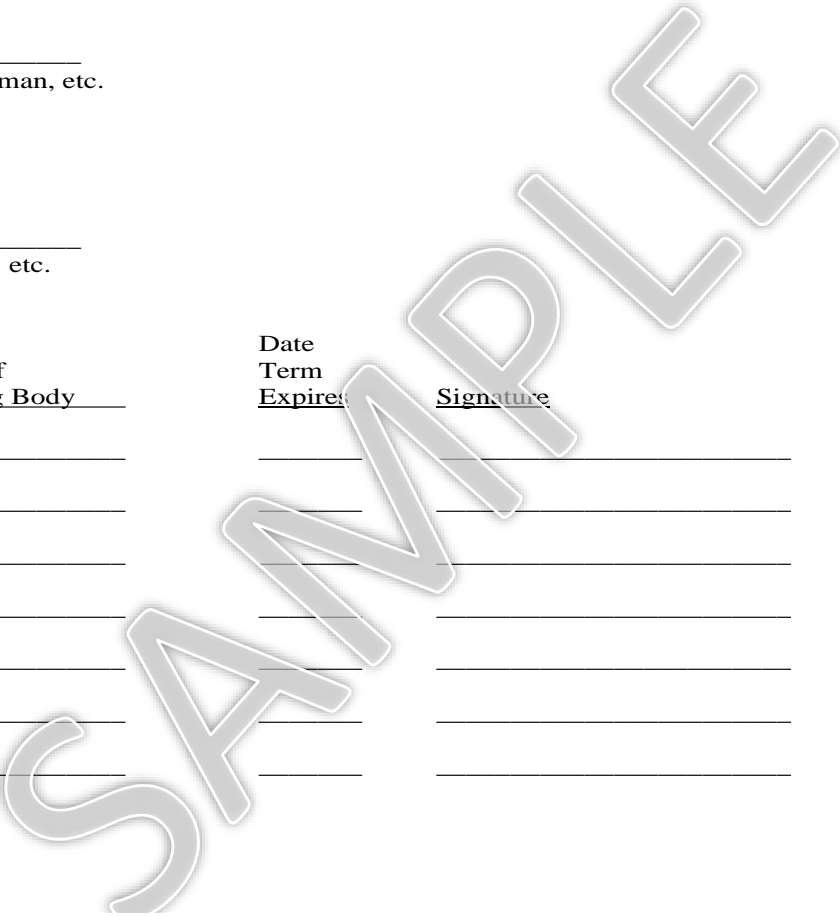 man, etc.
etc.
Date
f Term
g Body Expires Signature
SAMPLE